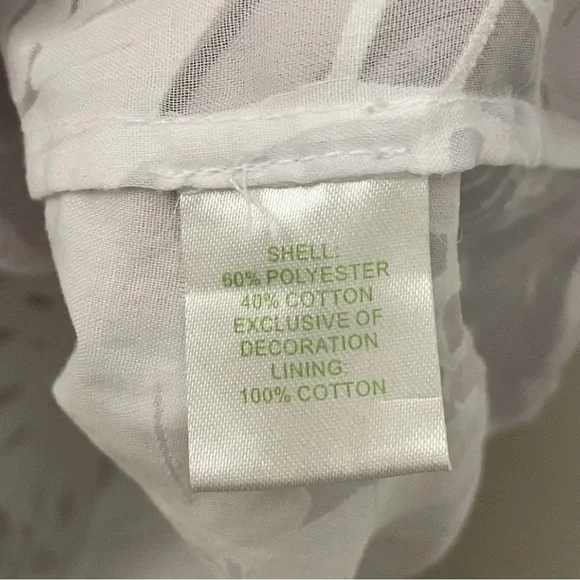 SHELL:
60% POLYESTER
40% COTTON
EXCLUSIVE OF
DECORATION
LINING:
100% COTTON